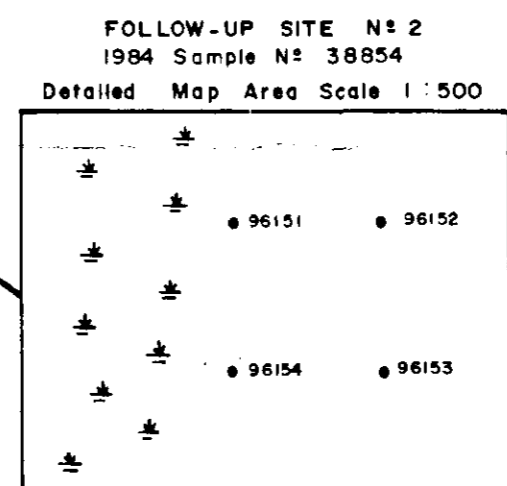 FOLLOW-UP SITE Nº 2
1984 Sample Nº 38854
Detailed Map Area Scale 1:500
96151 96152
96154 96153